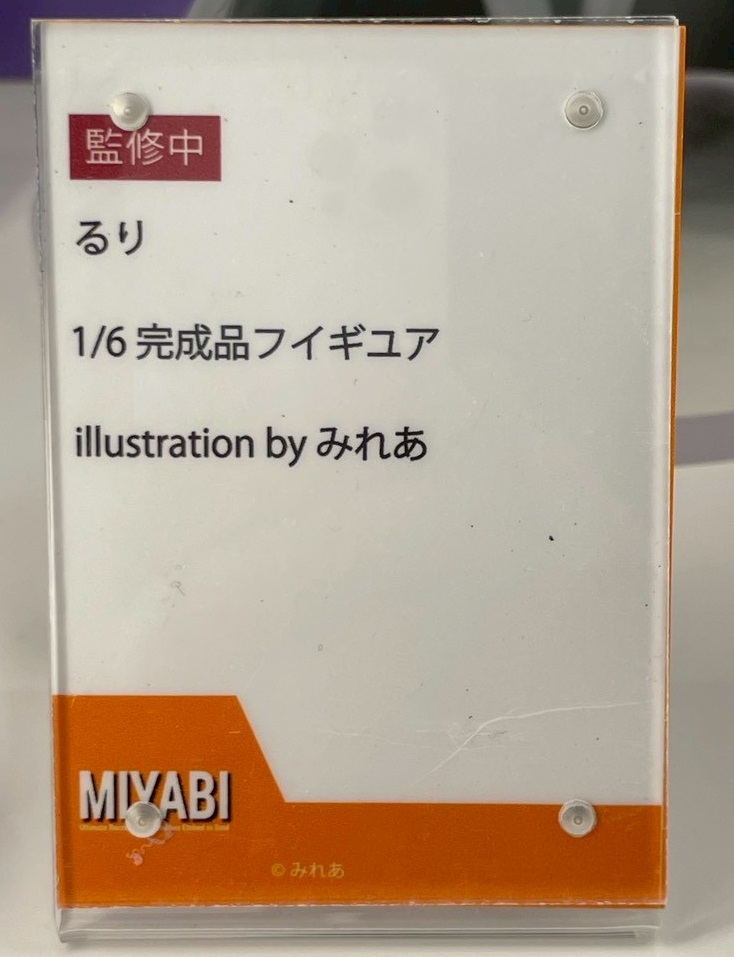 監修中
るり
1/6 完成品フイギユア
illustration by みれあ
MIYABI
© みれあ